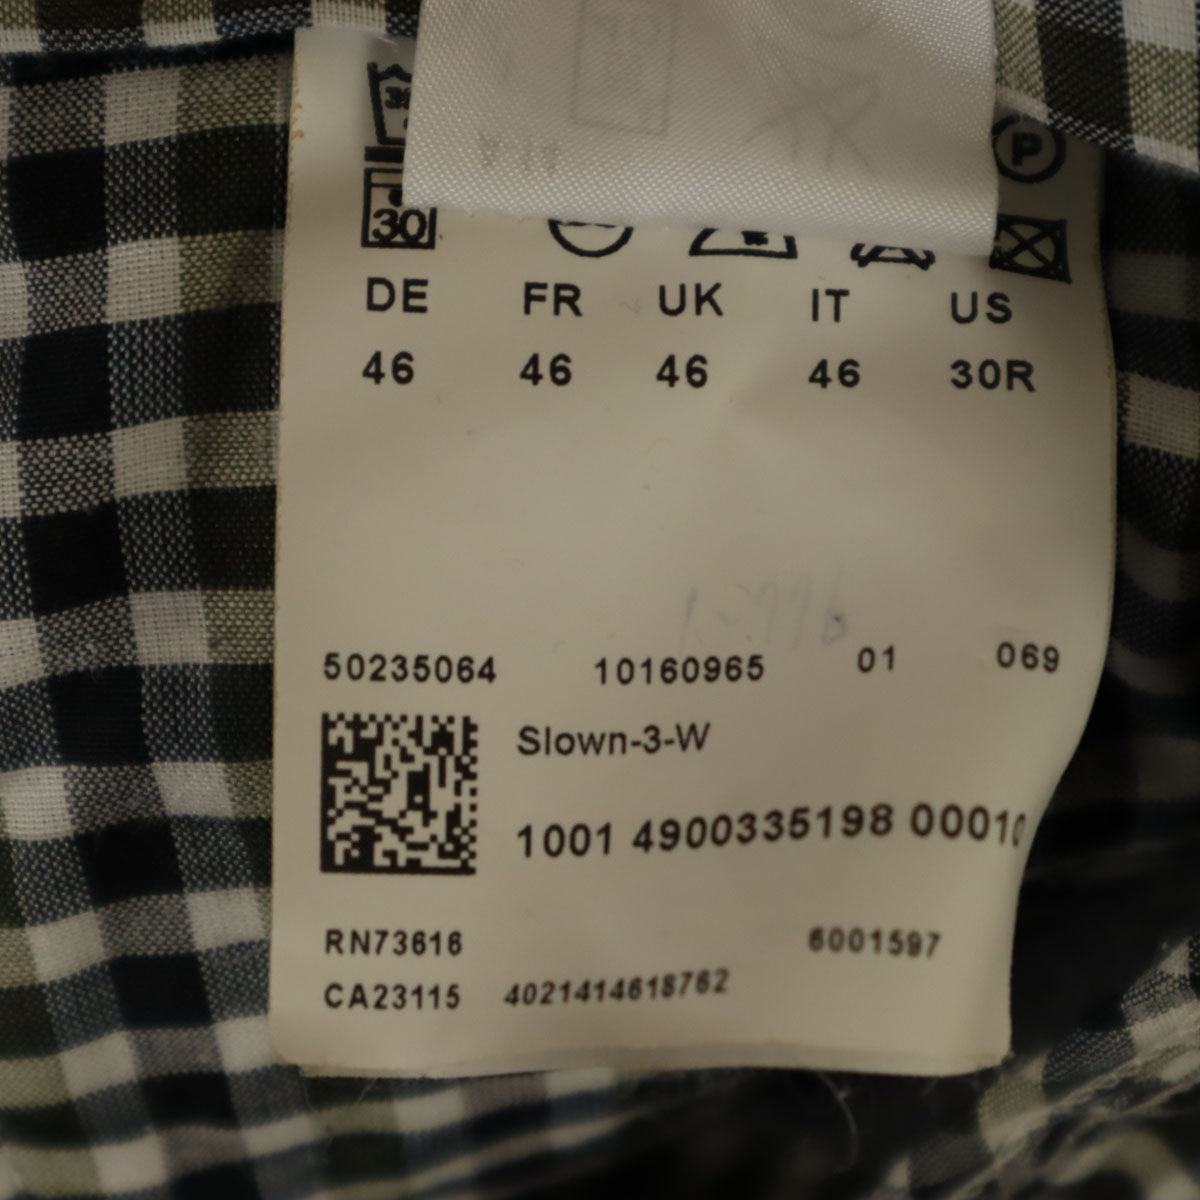 P
30
DE FR UK IT US
46 46 46 46 30R
50235064 10160965 01 069
Slown-3-W
1001 4900335198 00010
RN73616 6001597
CA23115 4021414618762